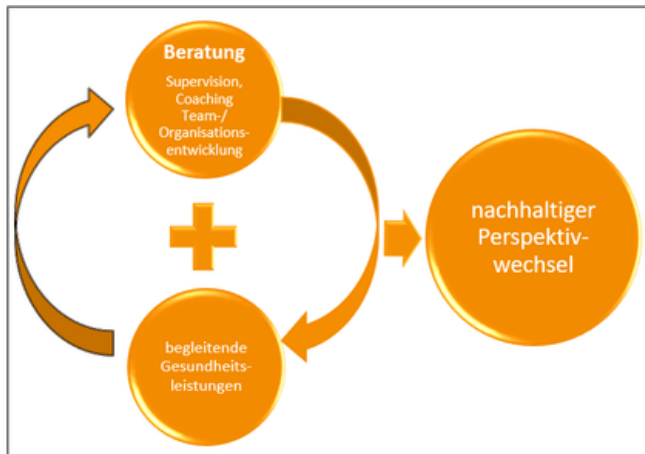 Beratung
Supervision,
Coaching
Team-/
Organisations-
entwicklung
begleitende
Gesundheits-
leistungen
nachhaltiger
Perspektiv-
wechsel